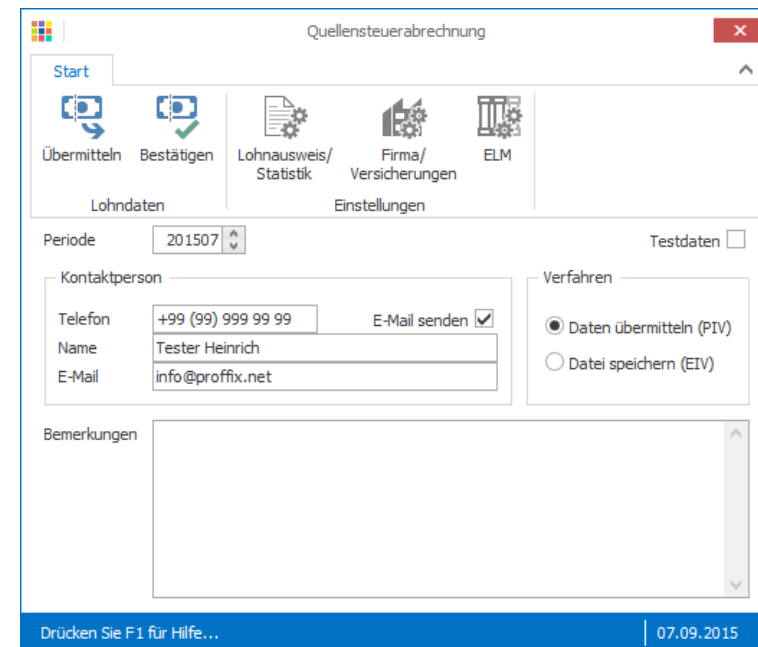 Quellensteuerabrechnung
Start
Übermitteln Bestätigen Lohnausweis/ Statistik Firma/ Versicherungen ELM
Lohndaten Einstellungen
Periode 201507 Testdaten
Kontaktperson Verfahren
Telefon +99 (99) 999 99 99 E-Mail senden Daten übermitteln (PIV)
Name Tester Heinrich
Datei speichern (EIV)
E-Mail info@proffix.net
Bemerkungen
Drücken Sie F1 für Hilfe... 07.09.2015